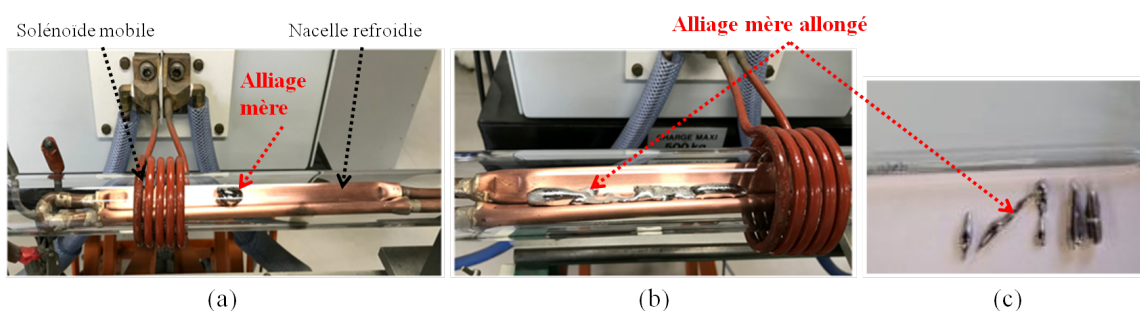 Solénoïde mobile
Nacelle refroidie
Alliage mère allongé
Alliage
mère
CHARGE MAXI
500 kg
(a)
(b)
(c)